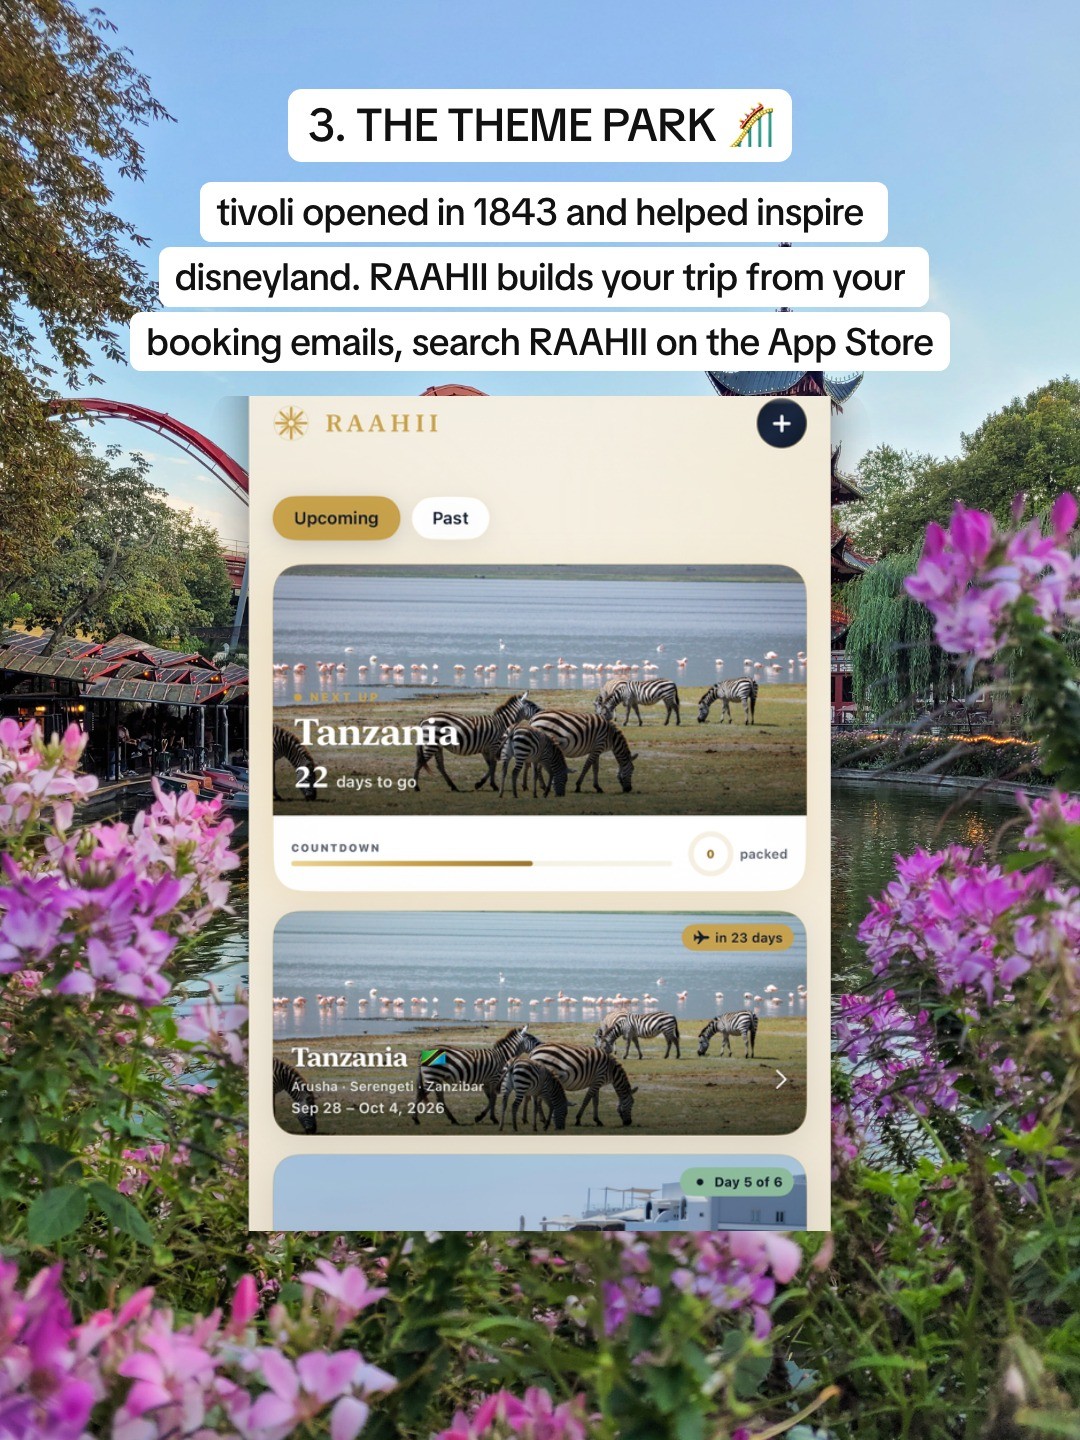 3. THE THEME PARK 🎢
tivoli opened in 1843 and helped inspire
disneyland. RAAHII builds your trip from your
booking emails, search RAAHII on the App Store
RAAHII
Upcoming
Past
NEXT UP
Tanzania
22 days to go
COUNTDOWN
0 packed
in 23 days
Tanzania 🇹🇿
Arusha · Serengeti · Zanzibar
Sep 28 – Oct 4, 2026
Day 5 of 6